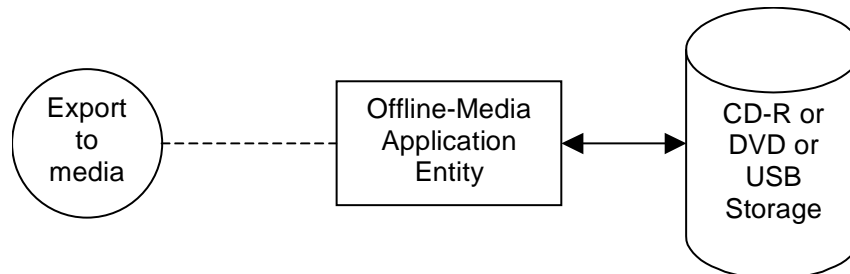 Export
to
media
Offline-Media
Application
Entity
CD-R or
DVD or
USB
Storage